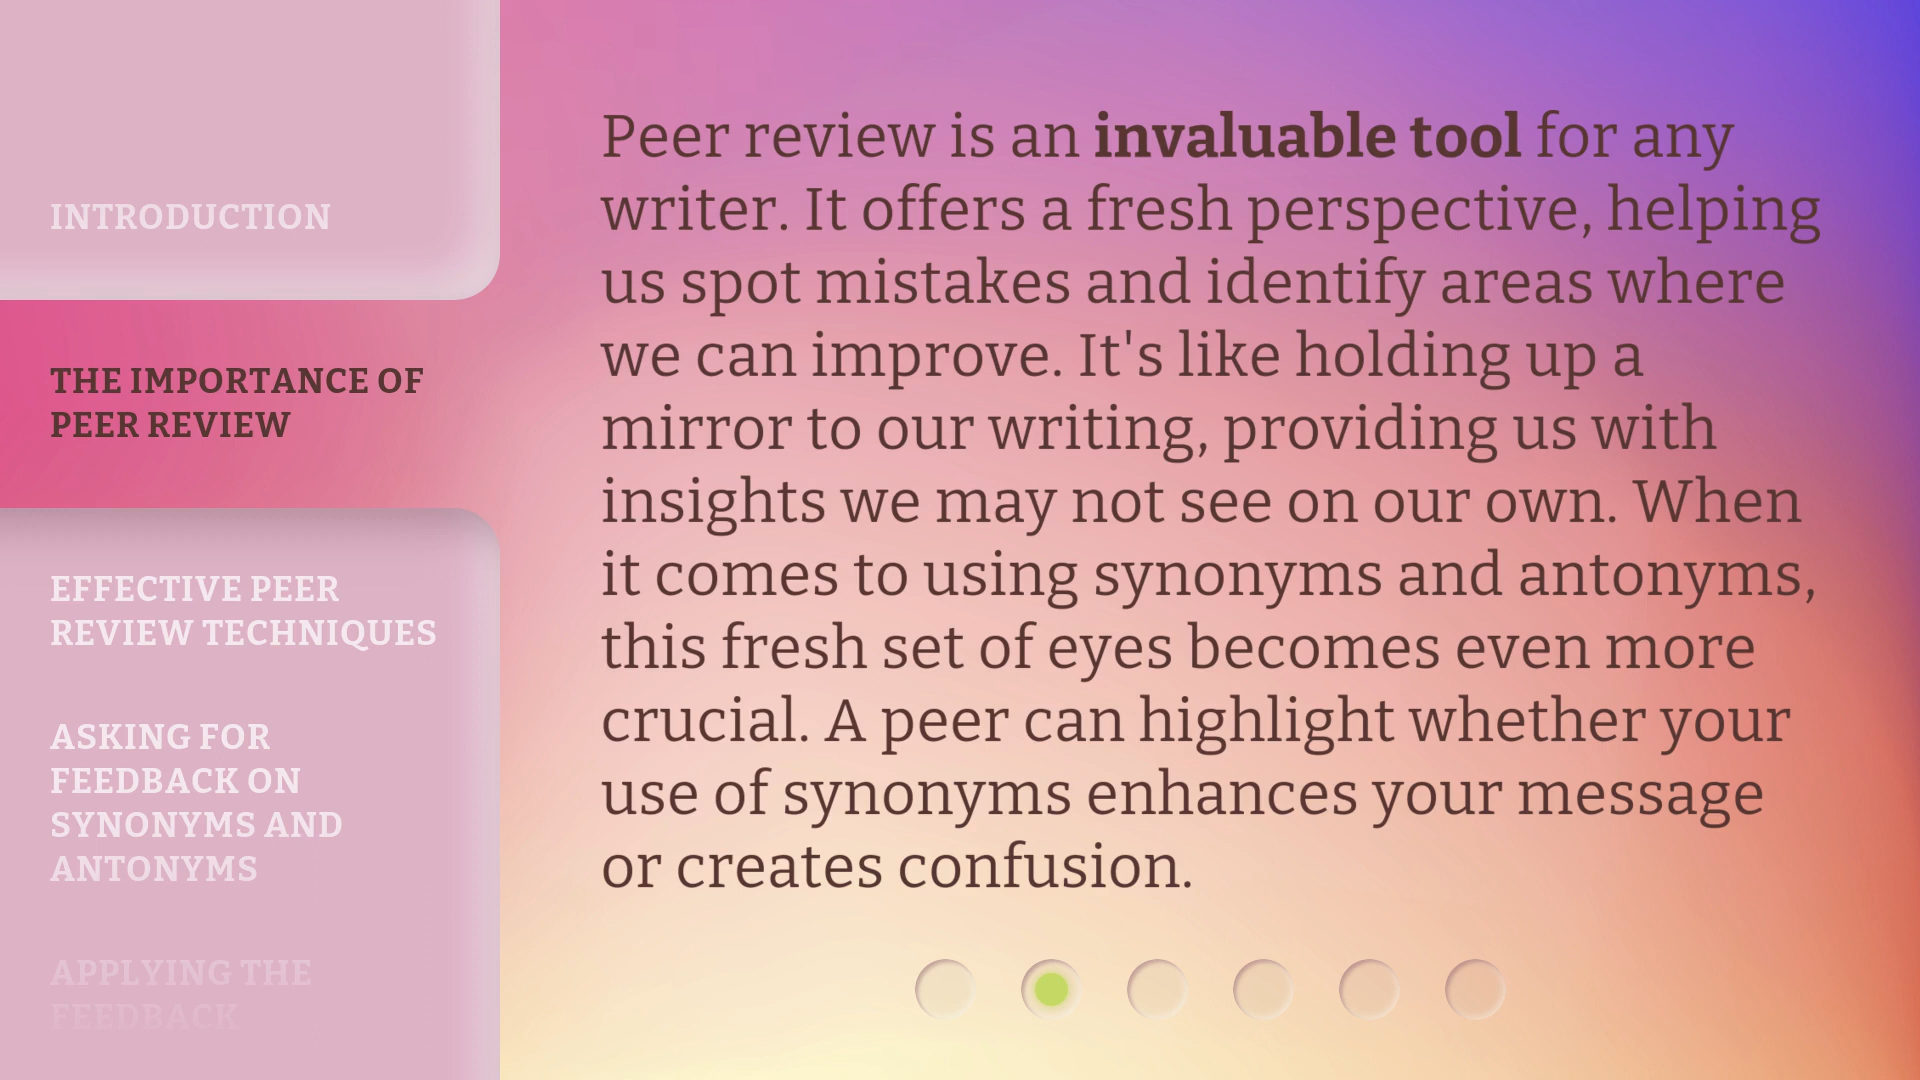 INTRODUCTION
THE IMPORTANCE OF
PEER REVIEW
EFFECTIVE PEER
REVIEW TECHNIQUES
ASKING FOR
FEEDBACK ON
SYNONYMS AND
ANTONYMS
APPLYING THE
FEEDBACK
Peer review is an invaluable tool for any
writer. It offers a fresh perspective, helping
us spot mistakes and identify areas where
we can improve. It's like holding up a
mirror to our writing, providing us with
insights we may not see on our own. When
it comes to using synonyms and antonyms,
this fresh set of eyes becomes even more
crucial. A peer can highlight whether your
use of synonyms enhances your message
or creates confusion.